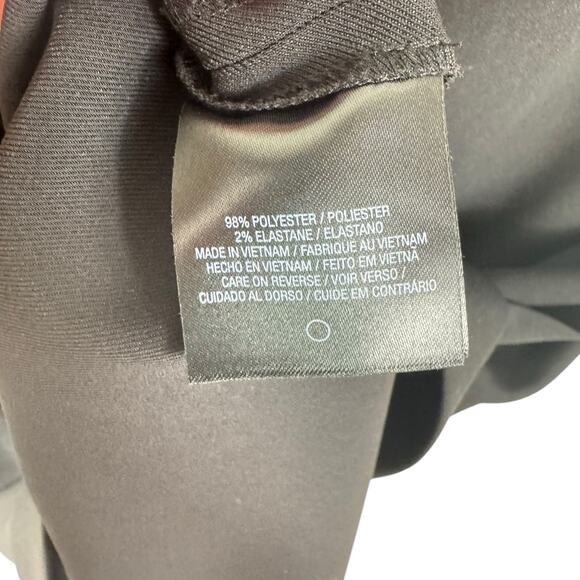 98% POLYESTER / POLIESTER
2% ELASTANE / ELASTANO
MADE IN VIETNAM / FABRIQUE AU VIETNAM
HECHO EN VIETNAM / FEITO EM VIETNÃ
CARE ON REVERSE / VOIR VERSO /
CUIDADO AL DORSO / CUIDE EM CONTRÁRIO